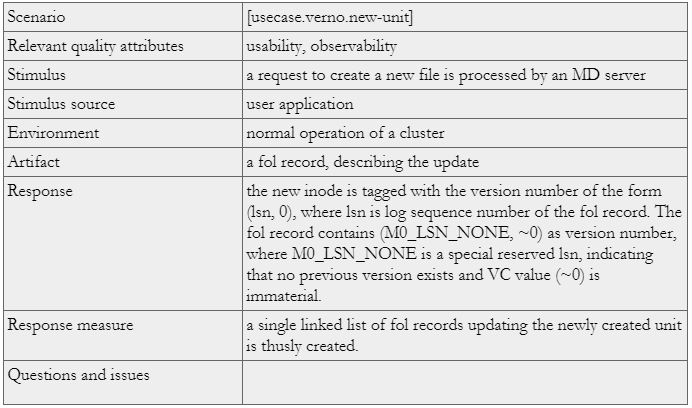 Scenario [usecase.verno.new-unit]
Relevant quality attributes usability, observability
Stimulus a request to create a new file is processed by an MD server
Stimulus source user application
Environment normal operation of a cluster
Artifact a fol record, describing the update
Response the new inode is tagged with the version number of the form
(lsn, 0), where lsn is log sequence number of the fol record. The
fol record contains (M0_LSN_NONE, ~0) as version number,
where M0_LSN_NONE is a special reserved lsn, indicating
that no previous version exists and VC value (~0) is
immaterial.
Response measure a single linked list of fol records updating the newly created unit
is thusly created.
Questions and issues